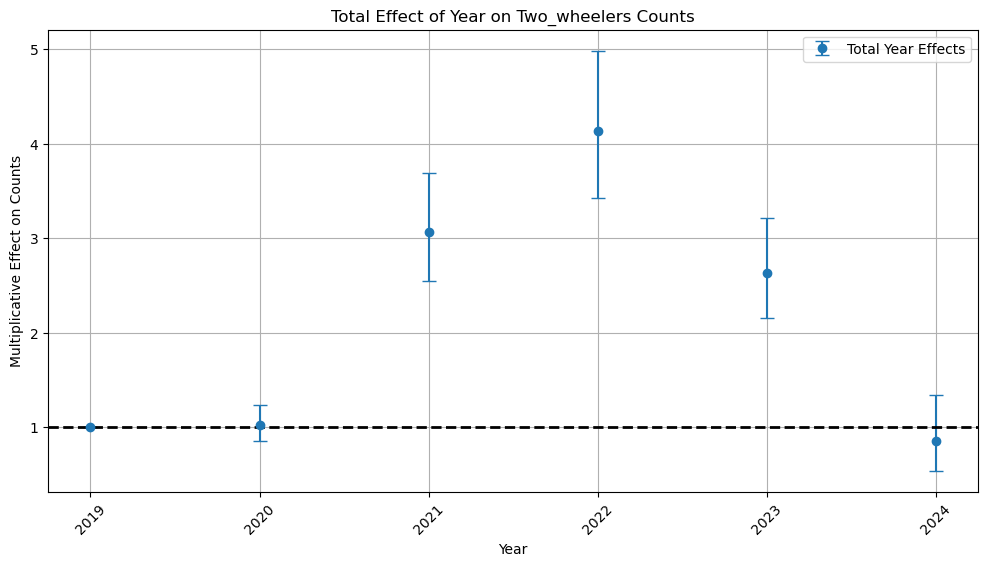 Total Effect of Year on Two_wheelers Counts
Total Year Effects
Multiplicative Effect on Counts
5
4
3
2
1
2019
2020
2021
2022
2023
2024
Year